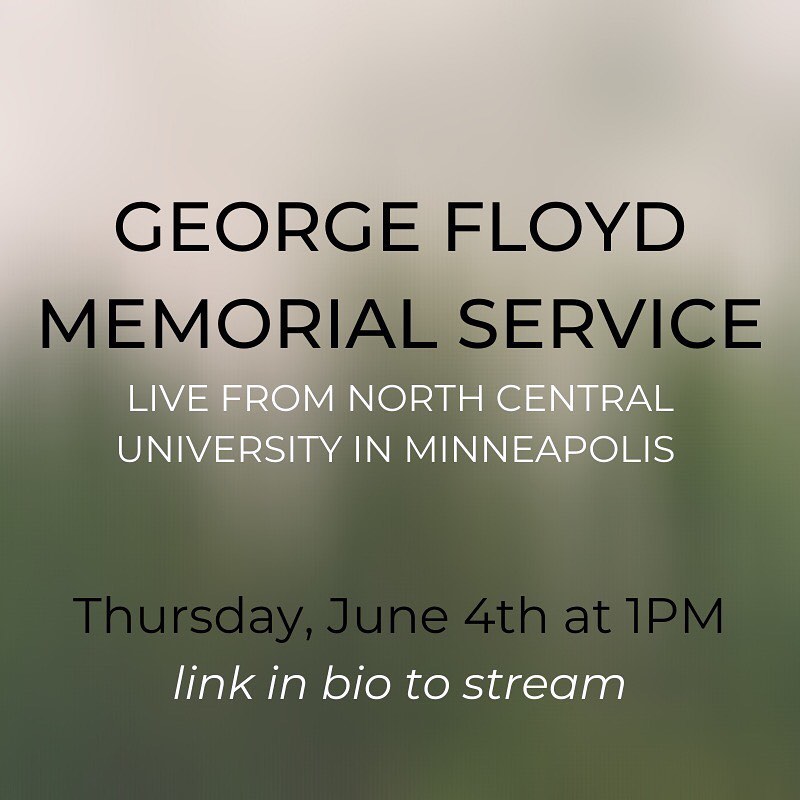 GEORGE FLOYD
MEMORIAL SERVICE
LIVE FROM NORTH CENTRAL
UNIVERSITY IN MINNEAPOLIS
Thursday, June 4th at 1PM
link in bio to stream